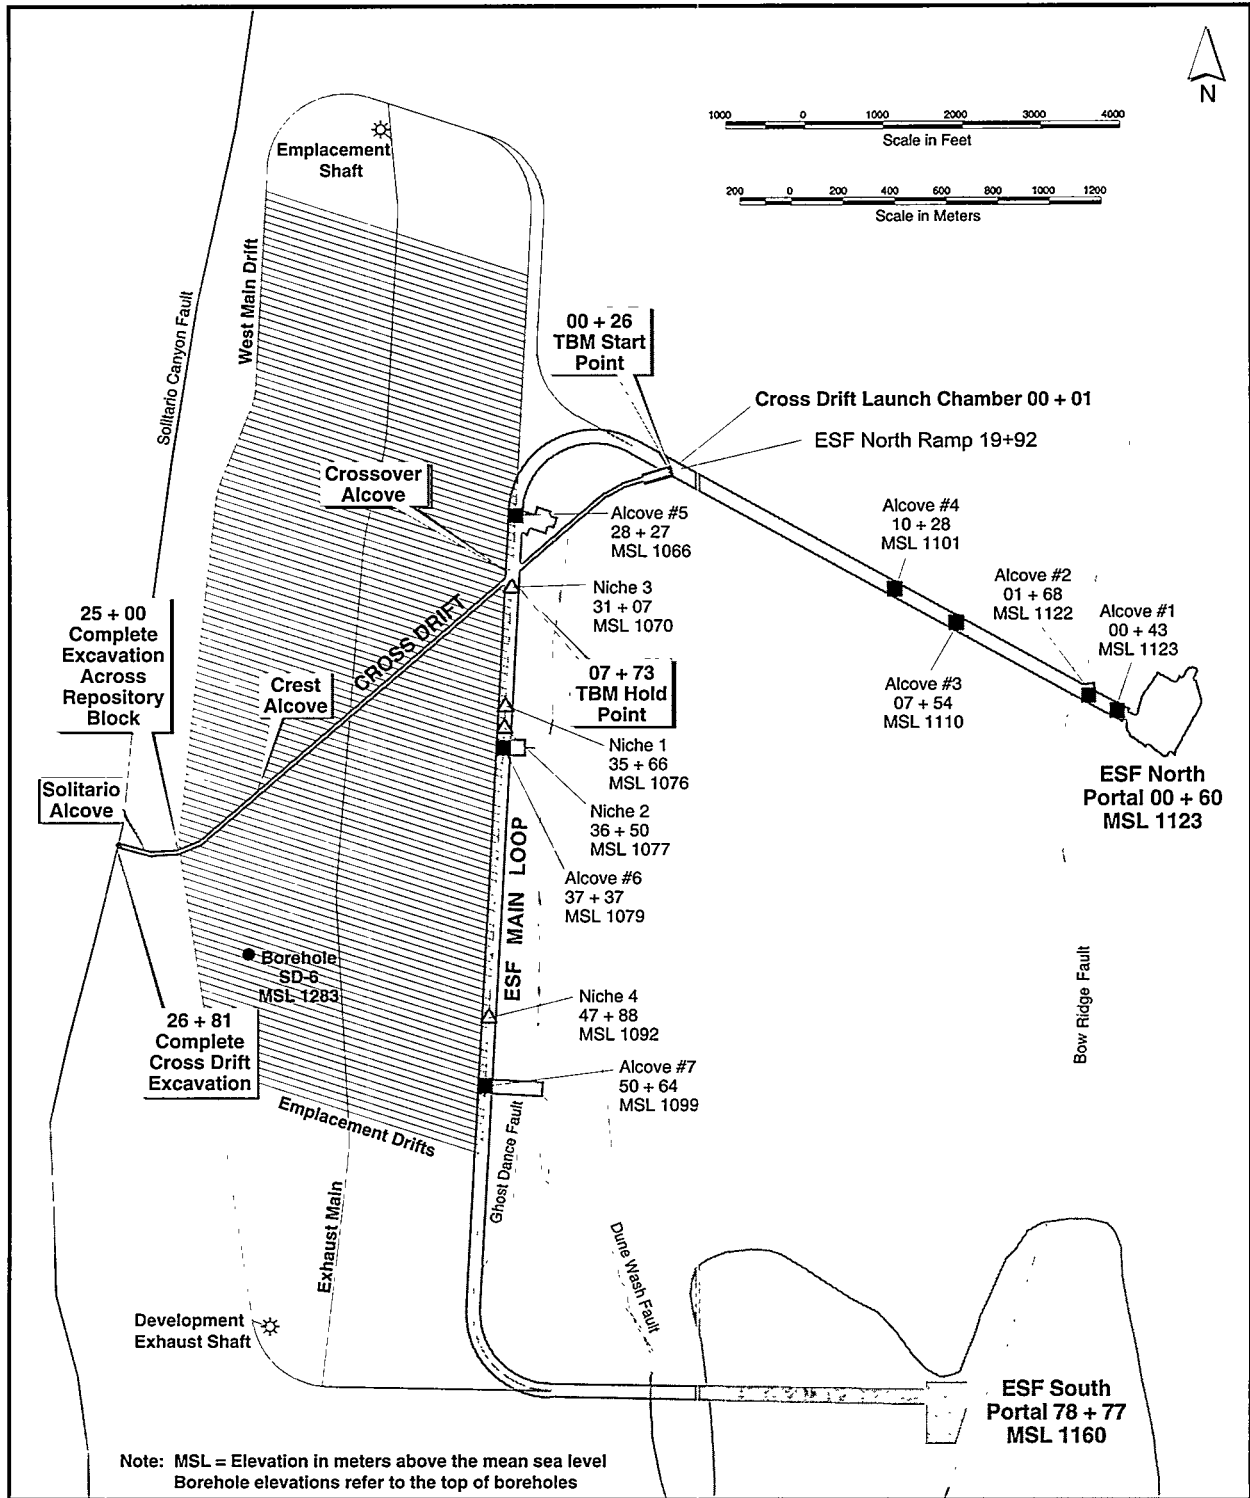 N
1000 0 1000 2000 3000 4000
Scale in Feet
200 0 200 400 600 800 1000 1200
Scale in Meters
Emplacement
Shaft
West Main Drift
Solitario Canyon Fault
00 + 26
TBM Start
Point
Cross Drift Launch Chamber 00 + 01
ESF North Ramp 19+92
Crossover
Alcove
Alcove #5
28 + 27
MSL 1066
Alcove #4
10 + 28
MSL 1101
Alcove #2
01 + 68
MSL 1122
Alcove #1
00 + 43
MSL 1123
Niche 3
31 + 07
MSL 1070
CROSS DRIFT
25 + 00
Complete
Excavation
Across
Repository
Block
Crest
Alcove
07 + 73
TBM Hold
Point
Alcove #3
07 + 54
MSL 1110
Niche 1
35 + 66
MSL 1076
ESF North
Portal 00 + 60
MSL 1123
Solitario
Alcove
Niche 2
36 + 50
MSL 1077
Alcove #6
37 + 37
MSL 1079
ESF MAIN LOOP
Borehole
SD-6
MSL 1283
Niche 4
47 + 88
MSL 1092
Bow Ridge Fault
26 + 81
Complete
Cross Drift
Excavation
Alcove #7
50 + 64
MSL 1099
Emplacement Drifts
Ghost Dance Fault
Exhaust Main
Dune Wash Fault
Development
Exhaust Shaft
ESF South
Portal 78 + 77
MSL 1160
Note: MSL = Elevation in meters above the mean sea level
Borehole elevations refer to the top of boreholes